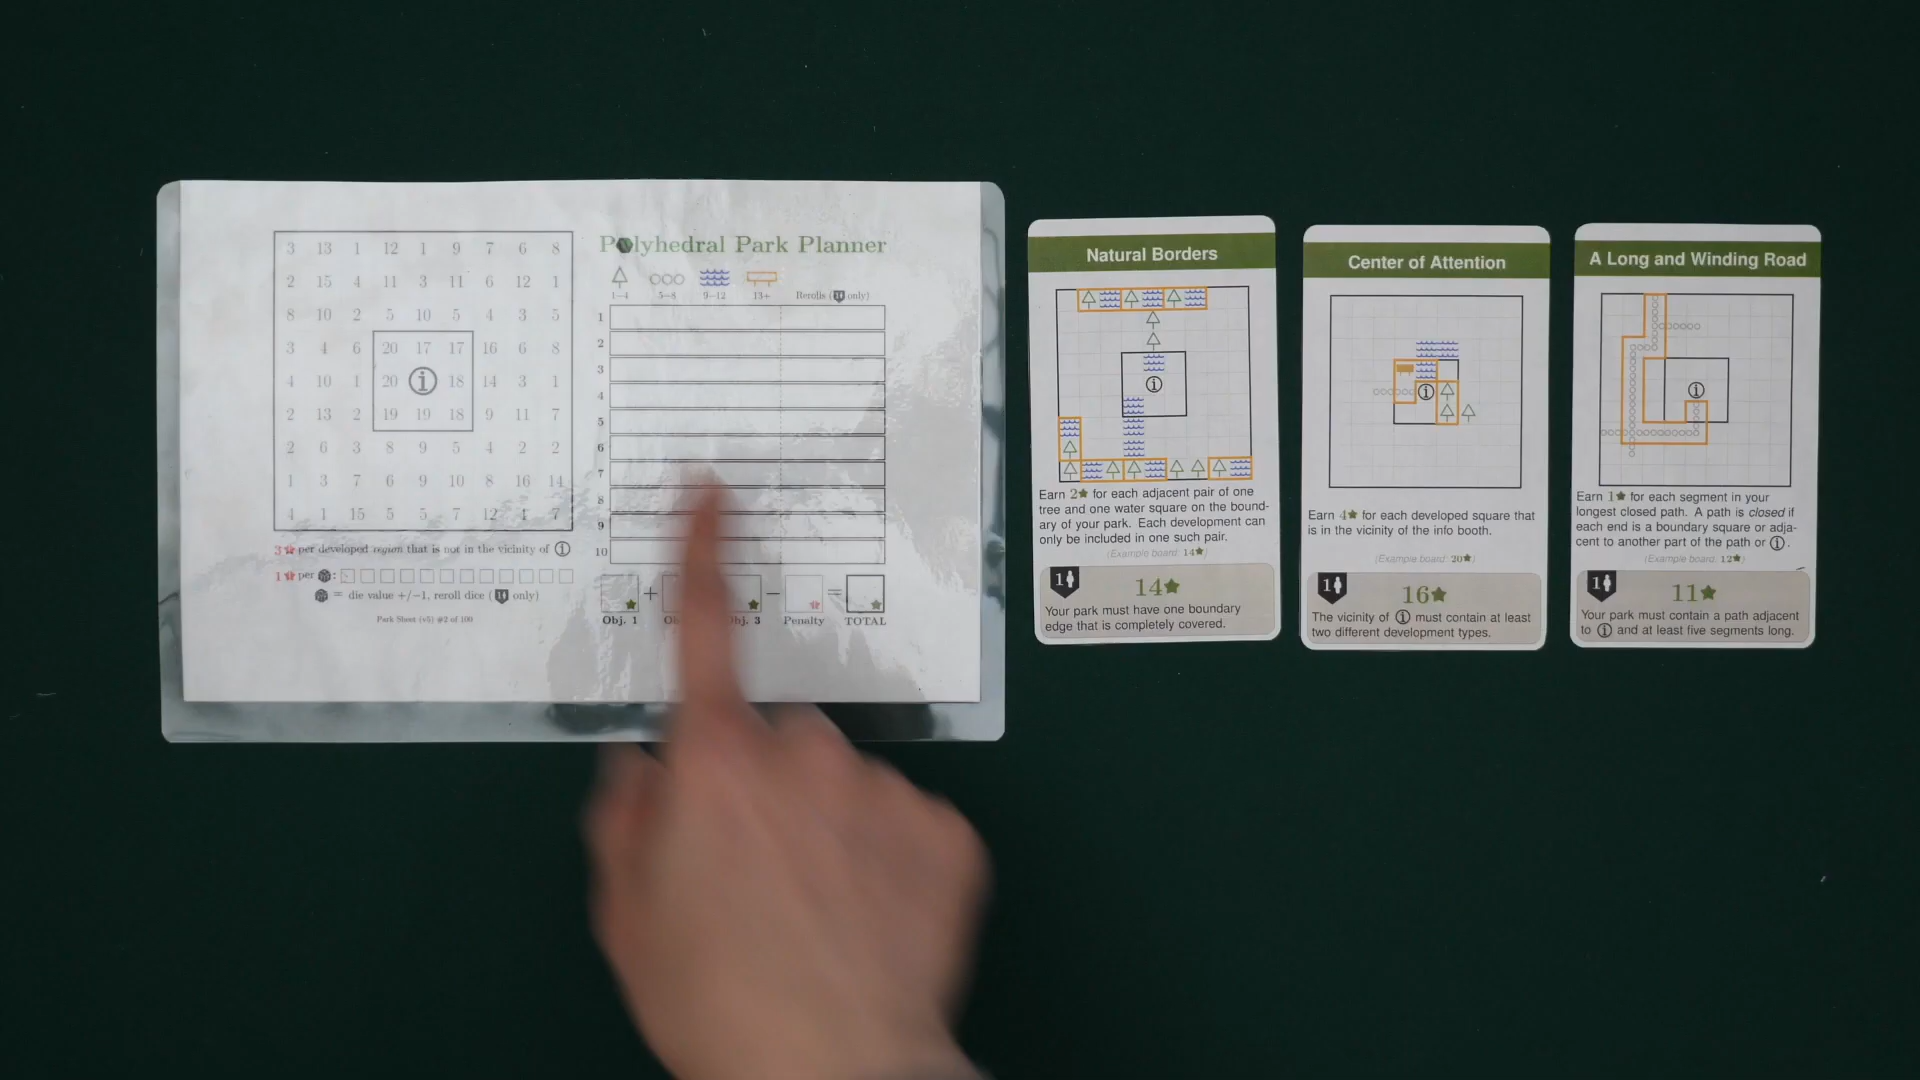 3 13 1 12 1 9 7 6 8
2 15 4 11 3 11 6 12 1
8 10 2 5 10 5 4 3 5
3 4 6 20 17 17 16 6 8
4 10 1 20 i 18 14 3 1
2 13 2 19 19 18 9 11 7
2 6 3 8 9 5 4 2 2
1 3 7 6 9 10 8 16 14
4 1 15 5 5 7 12 4 7
3 per developed region that is not in the vicinity of i
1 per :
= die value +/-1, reroll dice ( 1 only)
Park Sheet (v5) #2 of 100
Polyhedral Park Planner
1-4 5-8 9-12 13+ Rerolls ( 1 only)
1
2
3
4
5
6
7
8
9
10
+ - =
Obj. 1 Obj. 3 Penalty TOTAL
Natural Borders
i
Earn 2★ for each adjacent pair of one
tree and one water square on the bound-
ary of your park. Each development can
only be included in one such pair.
(Example board: 14★)
1 14★
Your park must have one boundary
edge that is completely covered.
Center of Attention
i
Earn 4★ for each developed square that
is in the vicinity of the info booth.
(Example board: 20★)
1 16★
The vicinity of i must contain at least
two different development types.
A Long and Winding Road
i
Earn 1★ for each segment in your
longest closed path. A path is closed if
each end is a boundary square or adja-
cent to another part of the path or i.
(Example board: 12★)
1 11★
Your park must contain a path adjacent
to i and at least five segments long.